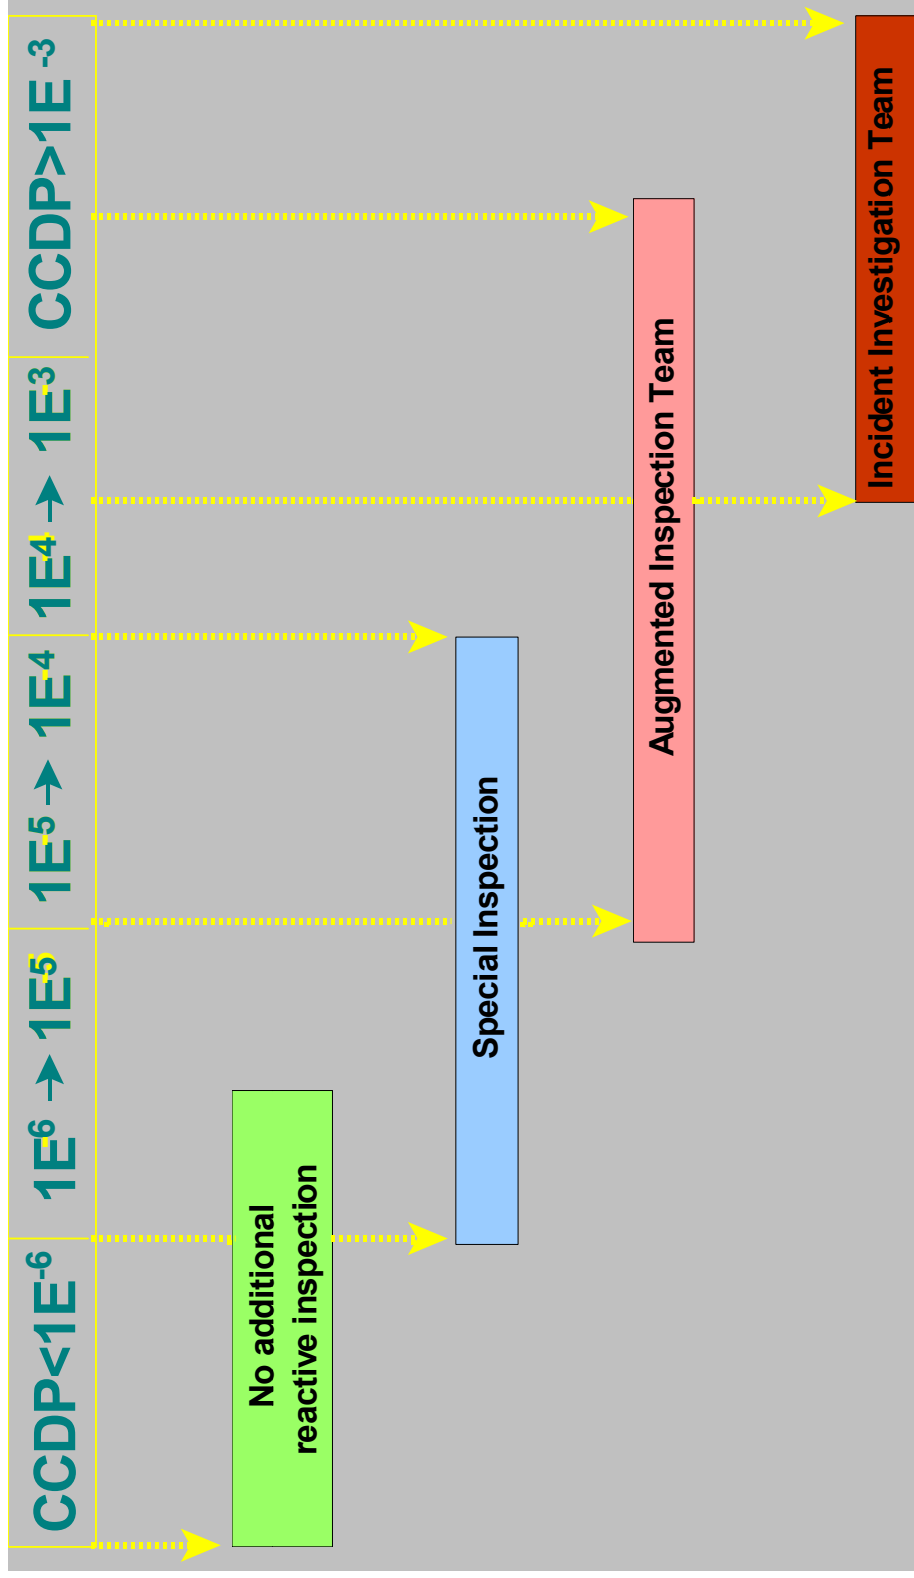 CCDP<1E-6
1E-6 → 1E-5
1E-5 → 1E-4
1E-4 → 1E-3
CCDP>1E -3
No additional
reactive inspection
Special Inspection
Augmented Inspection Team
Incident Investigation Team